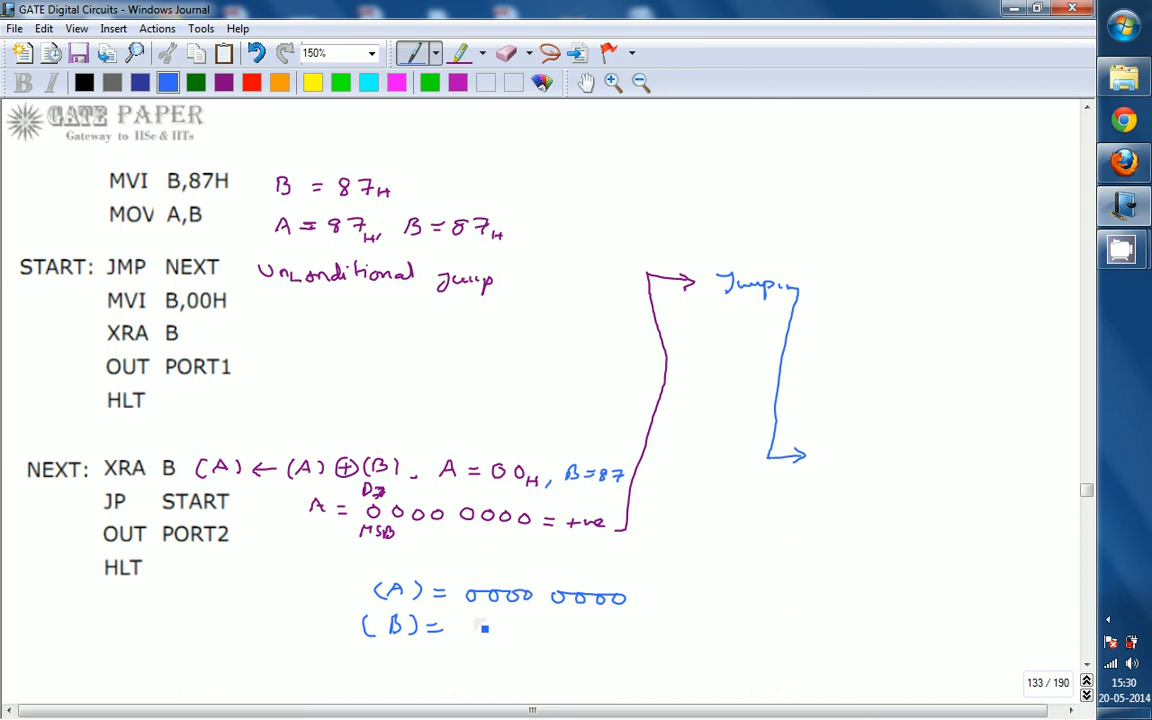 GATE Digital Circuits - Windows Journal
File Edit View Insert Actions Tools Help
150%
B I
GATE PAPER
Gateway to IISc & IITs
MVI B,87H B = 87H
MOV A,B A = 87H, B = 87H
START: JMP NEXT Unconditional Jump Jumpin
MVI B,00H
XRA B
OUT PORT1
HLT
NEXT: XRA B (A) ← (A) ⊕ (B). A = 00H, B=87
D7
JP START A = 0000 0000 = +ve
OUT PORT2 MSB
HLT
(A) = 0000 0000
(B) =
133 / 190
15:30
20-05-2014